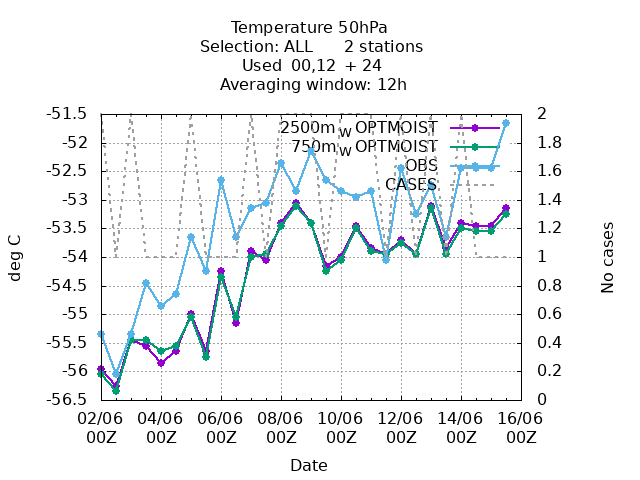 Temperature 50hPa
Selection: ALL 2 stations
Used 00,12 + 24
Averaging window: 12h
2500m w OPTMOIST
750m w OPTMOIST
OBS
CASES
-51.5
-52
-52.5
-53
-53.5
-54
-54.5
-55
-55.5
-56
-56.5
deg C
2
1.8
1.6
1.4
1.2
1
0.8
0.6
0.4
0.2
0
No cases
02/06 04/06 06/06 08/06 10/06 12/06 14/06 16/06
00Z 00Z 00Z 00Z 00Z 00Z 00Z 00Z
Date